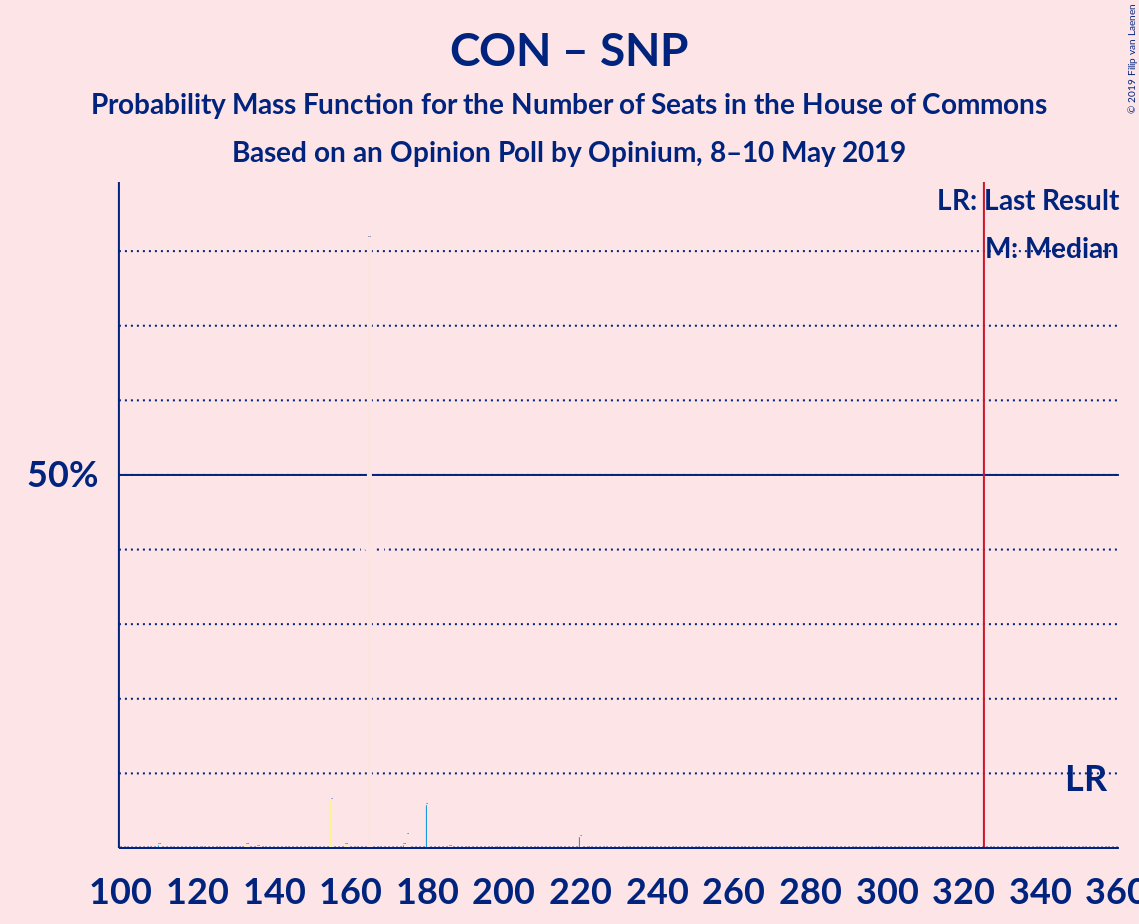 © 2019 Filip van Laenen
CON – SNP
Probability Mass Function for the Number of Seats in the House of Commons
Based on an Opinion Poll by Opinium, 8–10 May 2019
LR: Last Result
M: Median
50%
LR
100 120 140 160 180 200 220 240 260 280 300 320 340 360